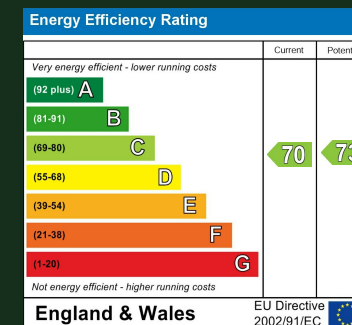 Energy Efficiency Rating
Current
Very energy efficient - lower running costs
(92 plus) A
(81-91) B
(69-80) C
70
73
(55-68) D
(39-54) E
(21-38) F
(1-20) G
Not energy efficient - higher running costs
England & Wales
EU Directive
2002/91/EC